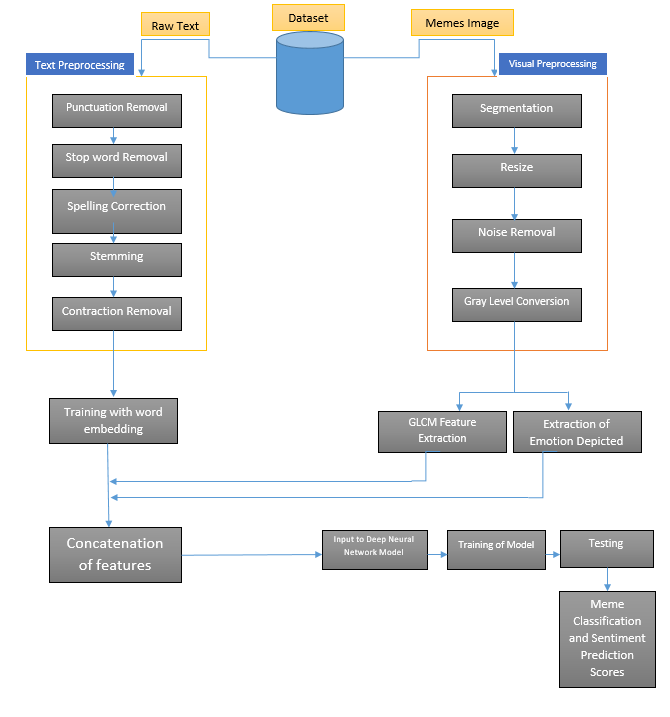 Dataset
Raw Text
Memes Image
Text Preprocessing
Visual Preprocessing
Punctuation Removal
Stop word Removal
Spelling Correction
Stemming
Contraction Removal
Segmentation
Resize
Noise Removal
Gray Level Conversion
Training with word
embedding
GLCM Feature
Extraction
Extraction of
Emotion Depicted
Concatenation
of features
Input to Deep Neural
Network Model
Training of Model
Testing
Meme
Classification
and Sentiment
Prediction
Scores